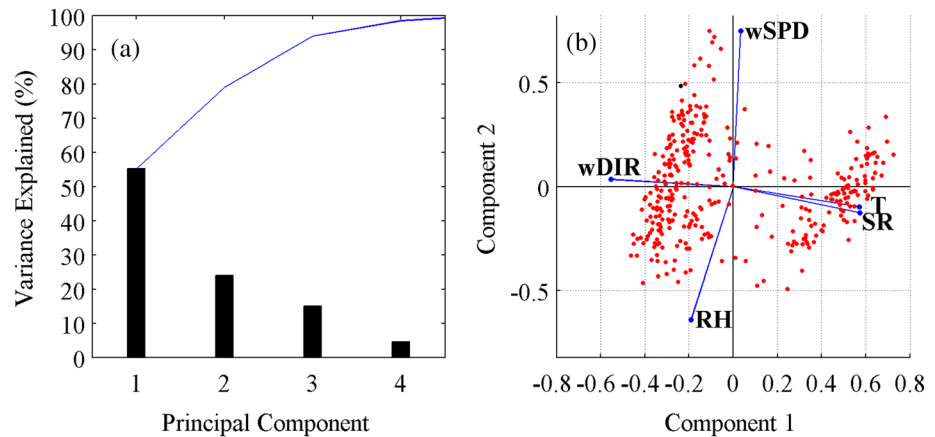 (a)
Variance Explained (%)
100
90
80
70
60
50
40
30
20
10
0
1 2 3 4
Principal Component
(b)
Component 2
0.5
0
-0.5
wSPD
wDIR
T
SR
RH
-0.8 -0.6 -0.4 -0.2 0 0.2 0.4 0.6 0.8
Component 1